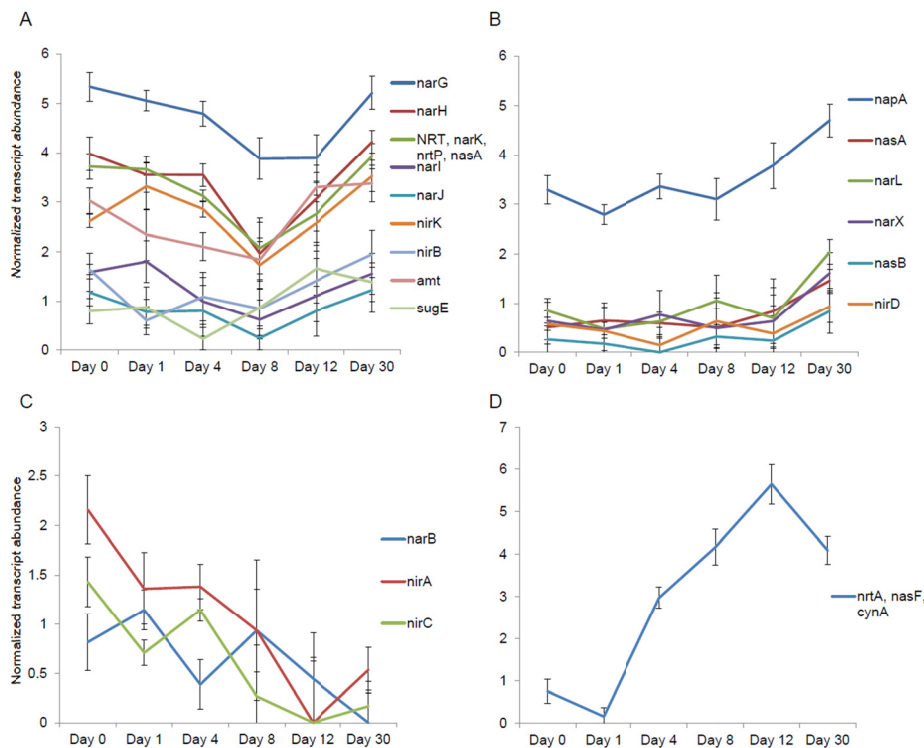 A
Normalized transcript abundance
6
5
4
3
2
1
0
Day 0 Day 1 Day 4 Day 8 Day 12 Day 30
narG
narH
NRT, narK,
nrtP, nasA
narI
narJ
nirK
nirB
amt
sugE
B
6
5
4
3
2
1
0
Day 0 Day 1 Day 4 Day 8 Day 12 Day 30
napA
nasA
narL
narX
nasB
nirD
C
Normalized transcript abundance
3
2.5
2
1.5
1
0.5
0
Day 0 Day 1 Day 4 Day 8 Day 12 Day 30
narB
nirA
nirC
D
7
6
5
4
3
2
1
0
Day 0 Day 1 Day 4 Day 8 Day 12 Day 30
nrtA, nasF,
cynA